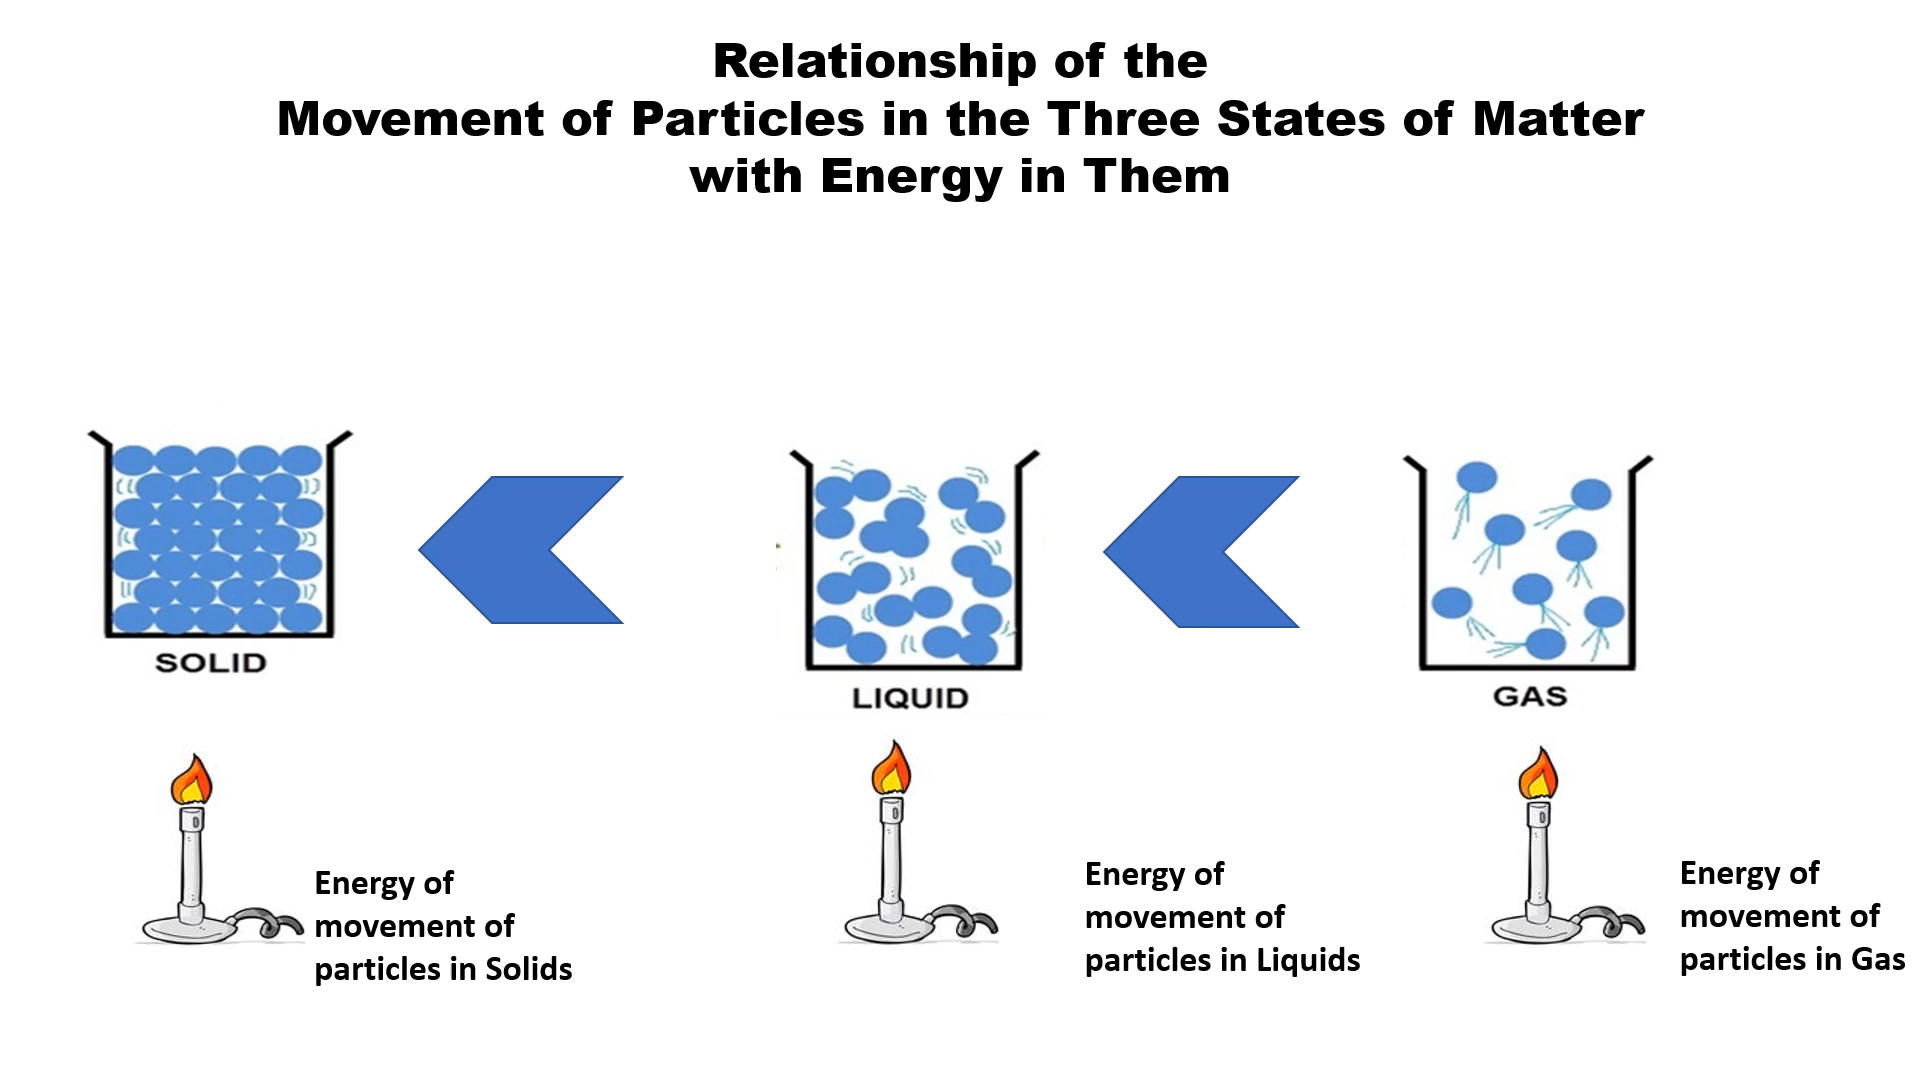 Relationship of the
Movement of Particles in the Three States of Matter
with Energy in Them
SOLID
LIQUID
GAS
Energy of
movement of
particles in Solids
Energy of
movement of
particles in Liquids
Energy of
movement of
particles in Gas